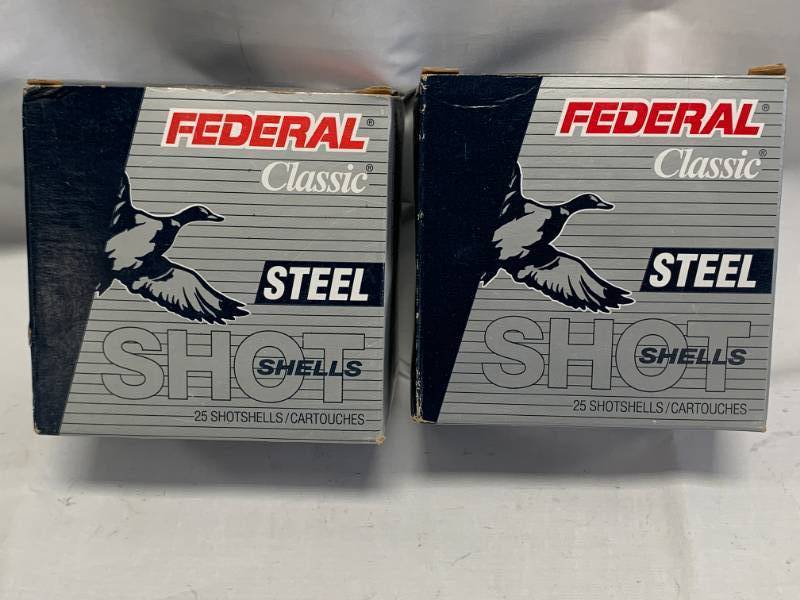 FEDERAL®
Classic®
STEEL
SHOT
SHELLS
25 SHOTSHELLS/CARTOUCHES
FEDERAL®
Classic®
STEEL
SHOT
SHELLS
25 SHOTSHELLS/CARTOUCHES